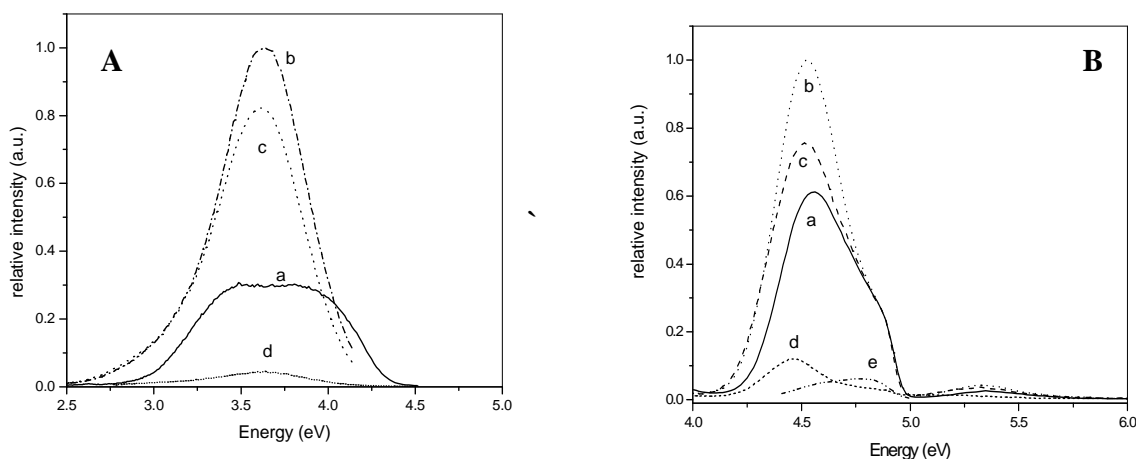 A
relative intensity (a.u.)
1.0
0.8
0.6
0.4
0.2
0.0
b
c
a
d
2.5 3.0 3.5 4.0 4.5 5.0
Energy (eV)
B
relative intensity (a.u.)
1.0
0.8
0.6
0.4
0.2
0.0
b
c
a
d
e
4.0 4.5 5.0 5.5 6.0
Energy (eV)